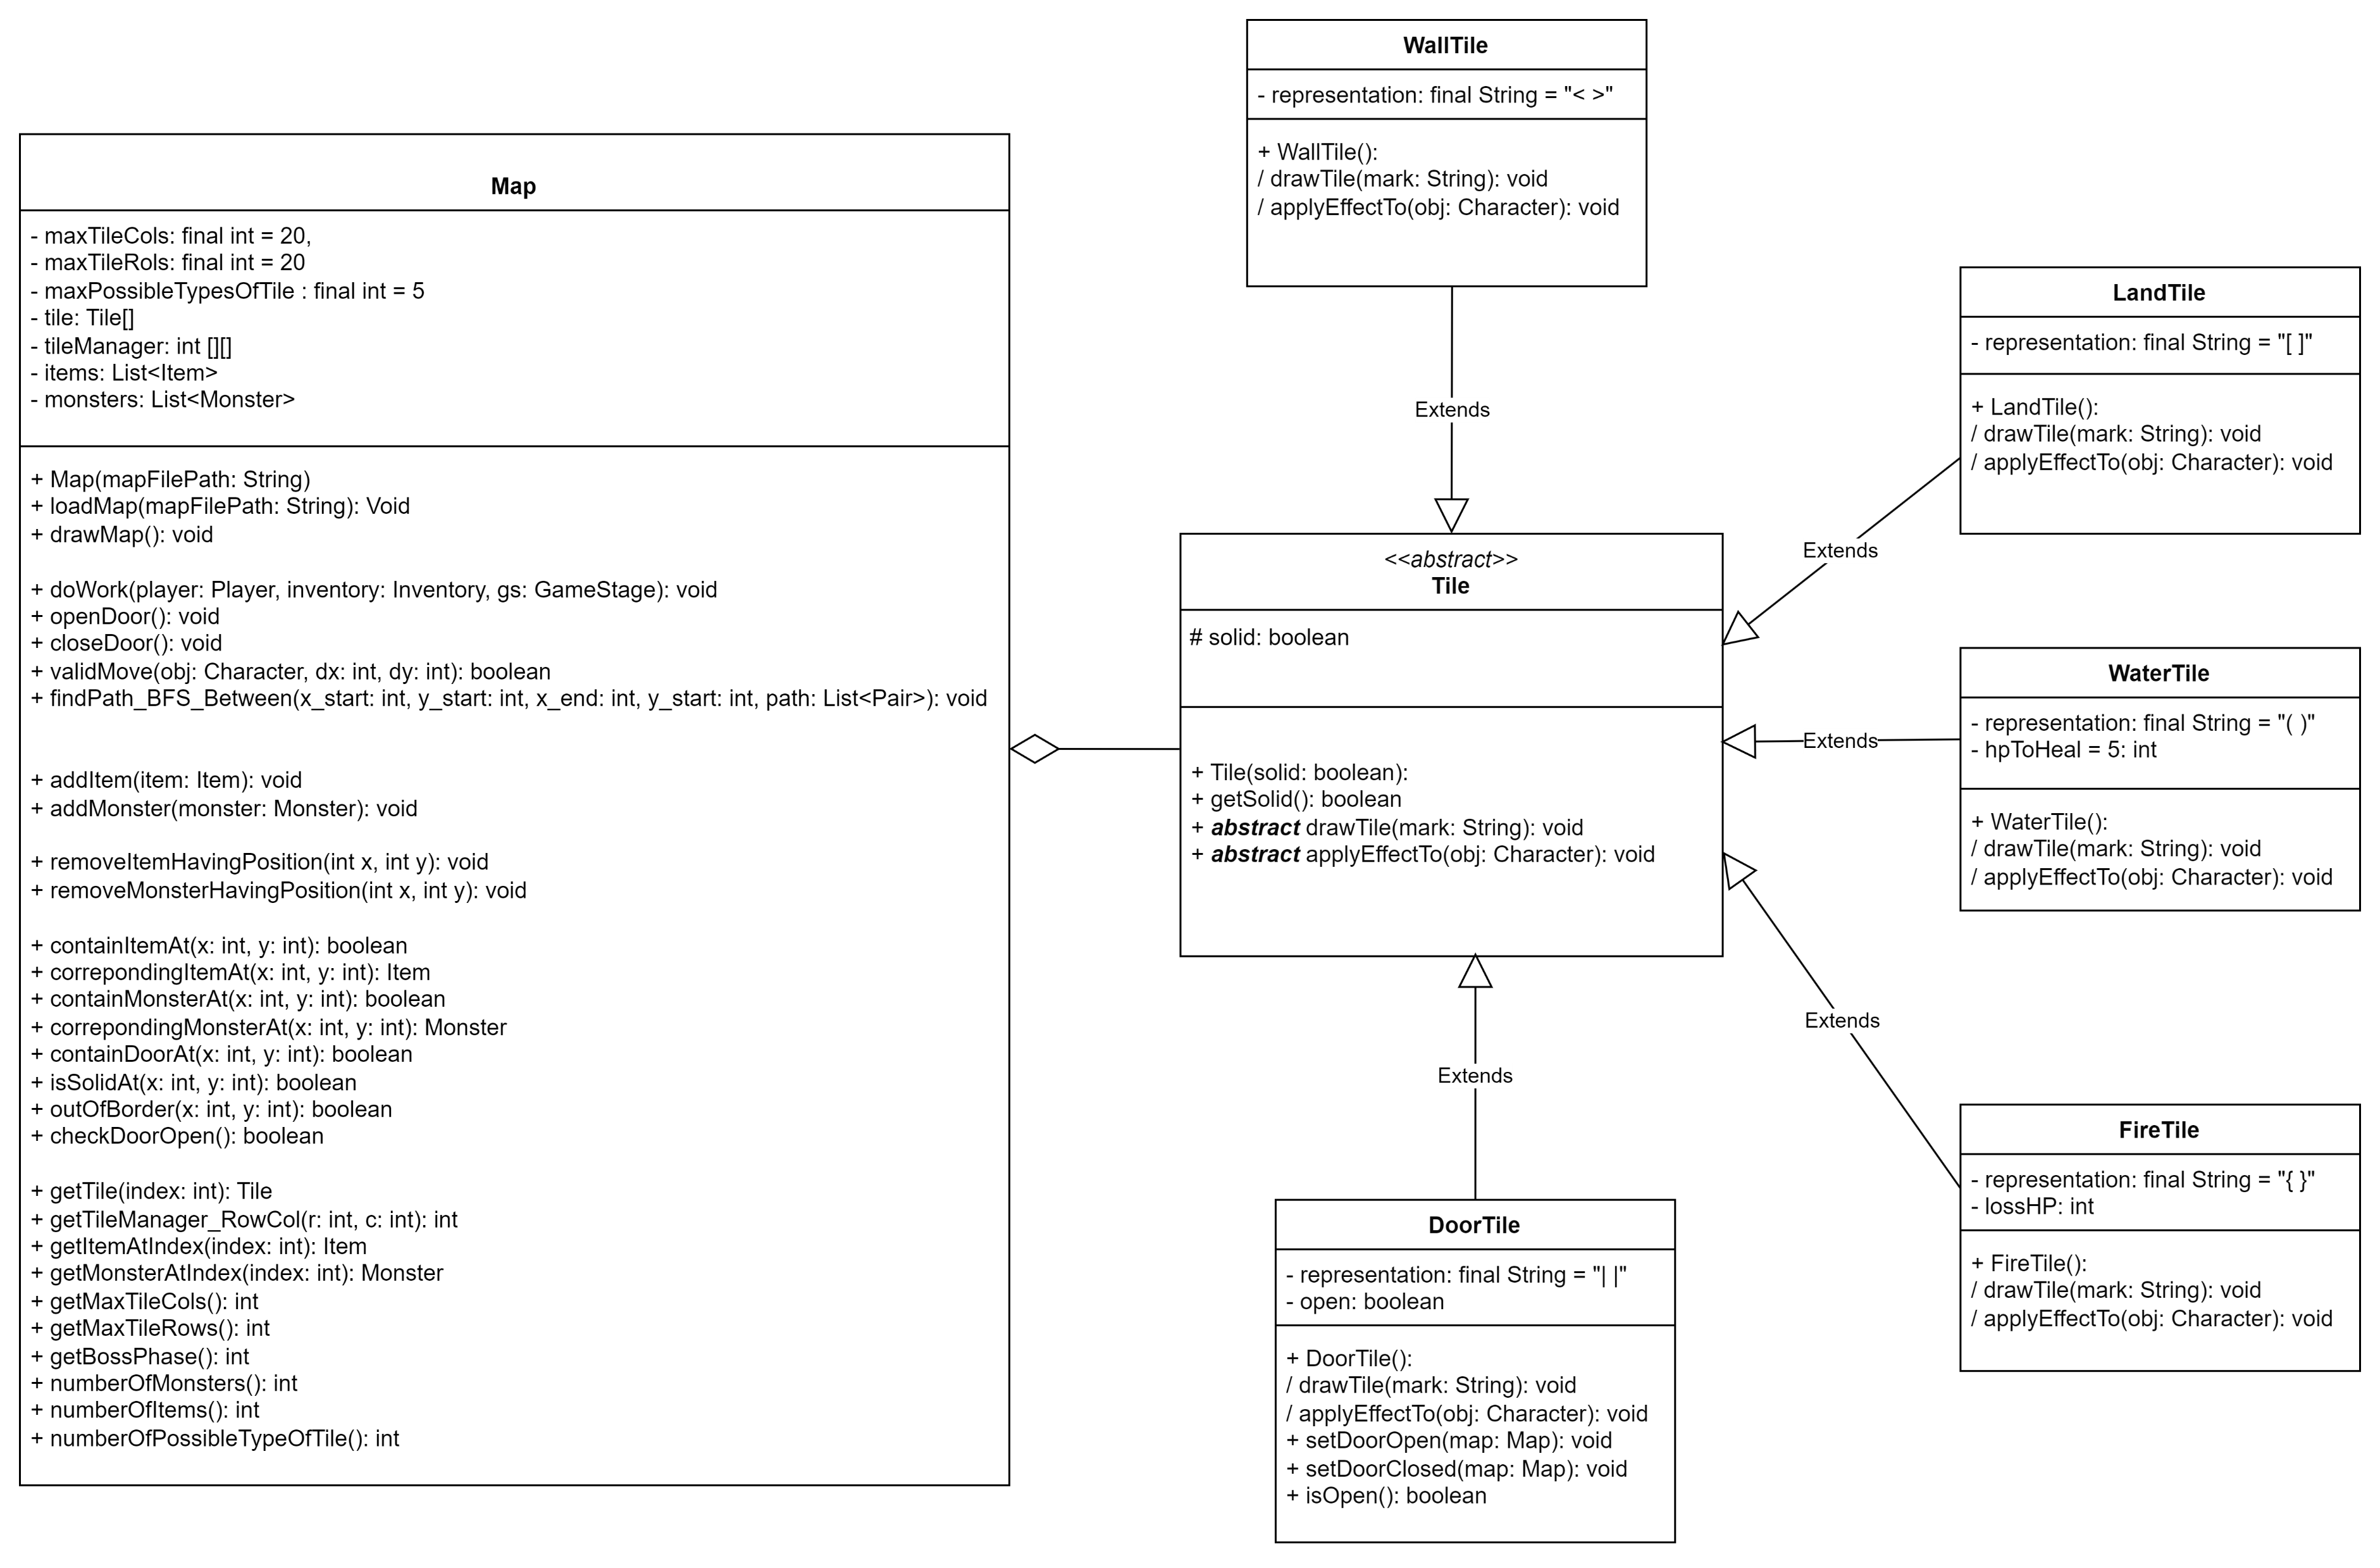 Map
- maxTileCols: final int = 20,
- maxTileRols: final int = 20
- maxPossibleTypesOfTile : final int = 5
- tile: Tile[]
- tileManager: int [][]
- items: List<Item>
- monsters: List<Monster>
+ Map(mapFilePath: String)
+ loadMap(mapFilePath: String): Void
+ drawMap(): void
+ doWork(player: Player, inventory: Inventory, gs: GameStage): void
+ openDoor(): void
+ closeDoor(): void
+ validMove(obj: Character, dx: int, dy: int): boolean
+ findPath_BFS_Between(x_start: int, y_start: int, x_end: int, y_start: int, path: List<Pair>): void
+ addItem(item: Item): void
+ addMonster(monster: Monster): void
+ removeItemHavingPosition(int x, int y): void
+ removeMonsterHavingPosition(int x, int y): void
+ containItemAt(x: int, y: int): boolean
+ correpondingItemAt(x: int, y: int): Item
+ containMonsterAt(x: int, y: int): boolean
+ correpondingMonsterAt(x: int, y: int): Monster
+ containDoorAt(x: int, y: int): boolean
+ isSolidAt(x: int, y: int): boolean
+ outOfBorder(x: int, y: int): boolean
+ checkDoorOpen(): boolean
+ getTile(index: int): Tile
+ getTileManager_RowCol(r: int, c: int): int
+ getItemAtIndex(index: int): Item
+ getMonsterAtIndex(index: int): Monster
+ getMaxTileCols(): int
+ getMaxTileRows(): int
+ getBossPhase(): int
+ numberOfMonsters(): int
+ numberOfItems(): int
+ numberOfPossibleTypeOfTile(): int
WallTile
- representation: final String = "< >"
+ WallTile():
/ drawTile(mark: String): void
/ applyEffectTo(obj: Character): void
Extends
<<abstract>>
Tile
# solid: boolean
+ Tile(solid: boolean):
+ getSolid(): boolean
+ abstract drawTile(mark: String): void
+ abstract applyEffectTo(obj: Character): void
Extends
DoorTile
- representation: final String = "| |"
- open: boolean
+ DoorTile():
/ drawTile(mark: String): void
/ applyEffectTo(obj: Character): void
+ setDoorOpen(map: Map): void
+ setDoorClosed(map: Map): void
+ isOpen(): boolean
LandTile
- representation: final String = "[ ]"
+ LandTile():
/ drawTile(mark: String): void
/ applyEffectTo(obj: Character): void
Extends
WaterTile
- representation: final String = "( )"
- hpToHeal = 5: int
+ WaterTile():
/ drawTile(mark: String): void
/ applyEffectTo(obj: Character): void
Extends
FireTile
- representation: final String = "{ }"
- lossHP: int
+ FireTile():
/ drawTile(mark: String): void
/ applyEffectTo(obj: Character): void
Extends